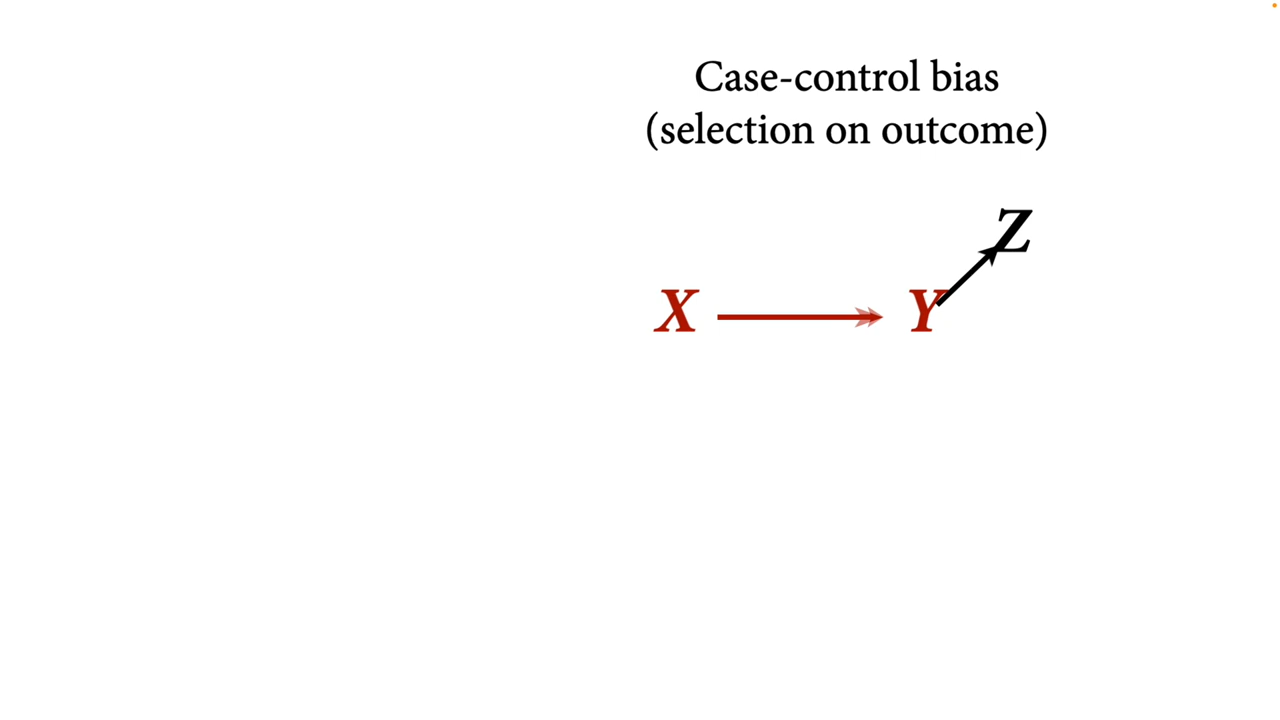 Case-control bias
(selection on outcome)
Z
X
Y